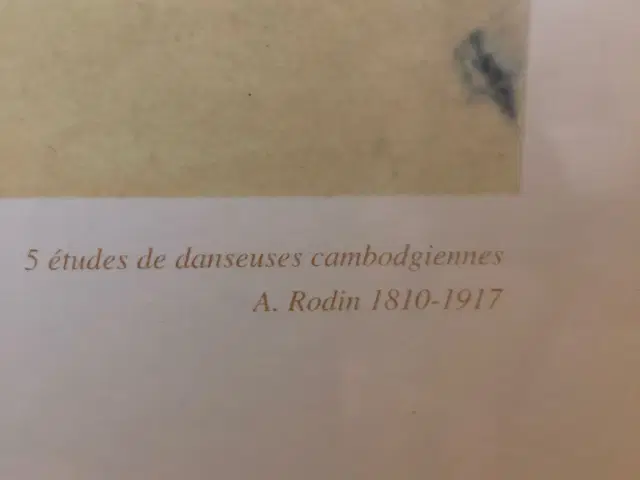 5 études de danseuses cambodgiennes
A. Rodin 1810-1917